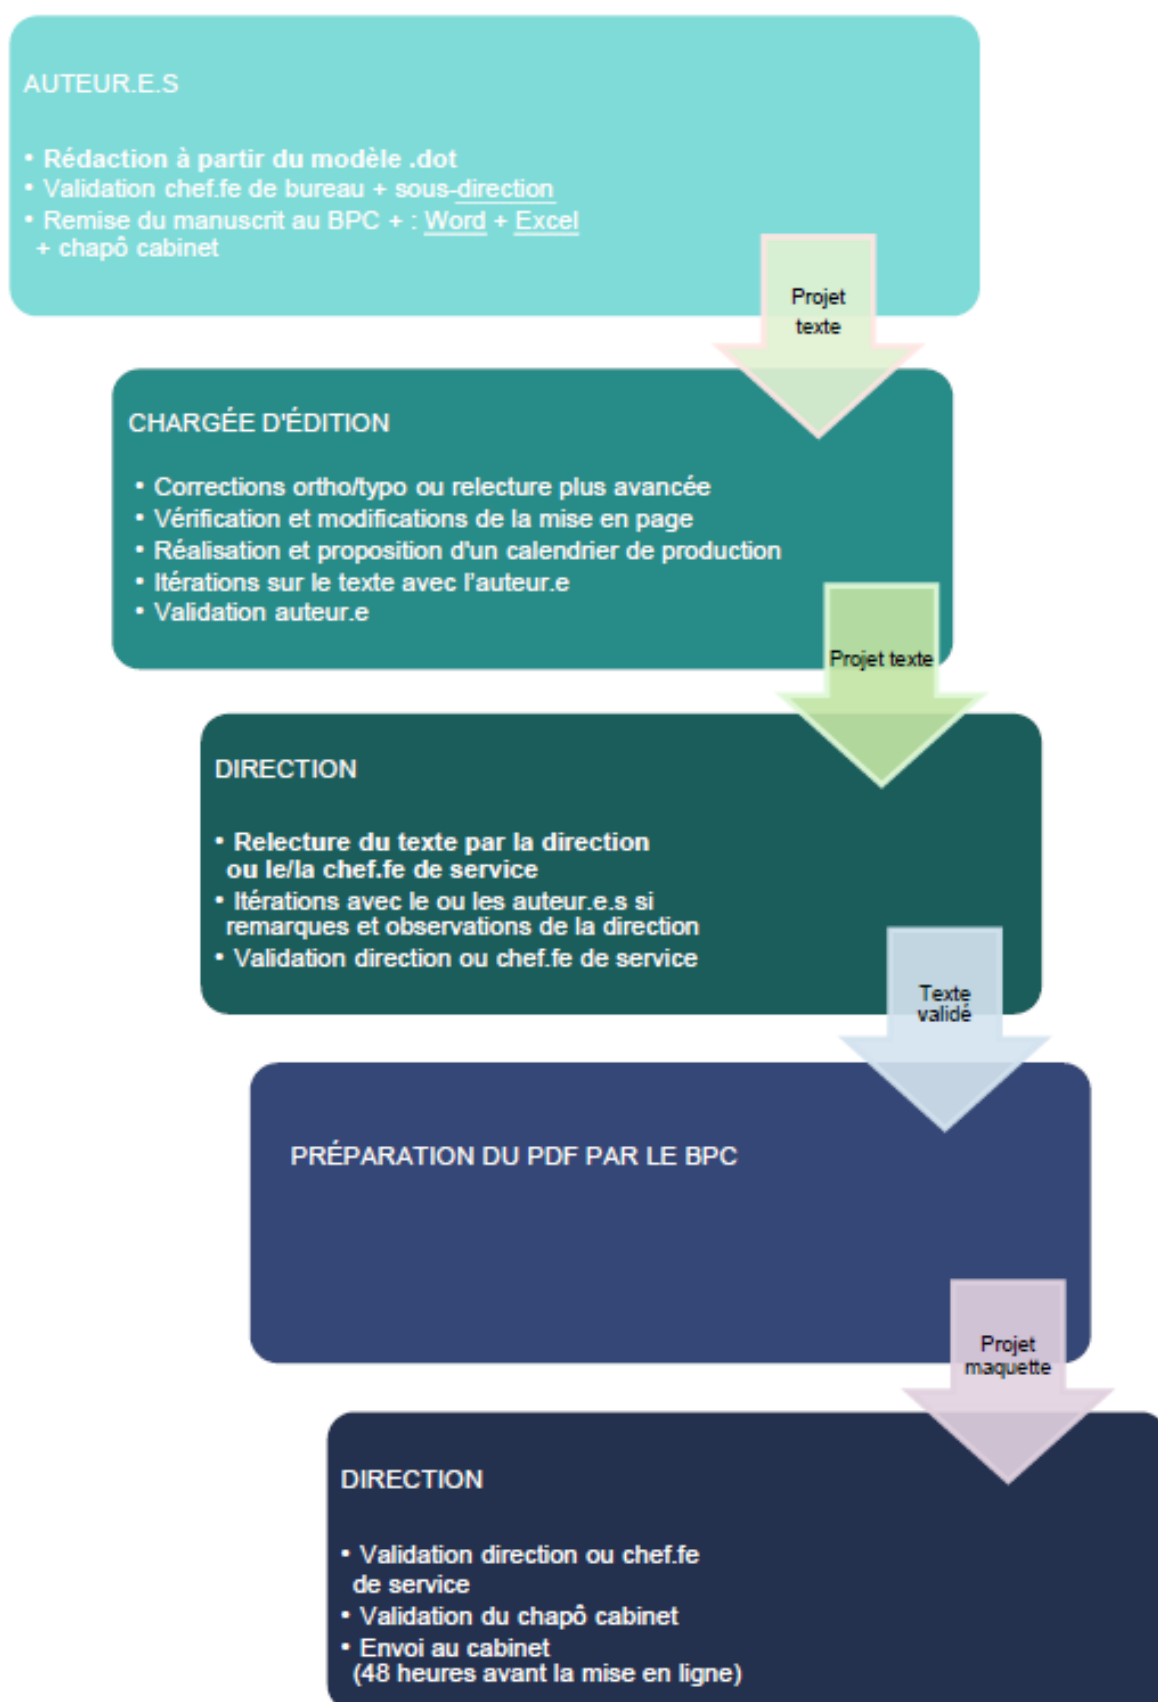 AUTEUR.E.S
• Rédaction à partir du modèle .dot
• Validation chef.fe de bureau + sous-direction
• Remise du manuscrit au BPC + : Word + Excel
+ chapô cabinet
Projet
texte
CHARGÉE D'ÉDITION
• Corrections ortho/typo ou relecture plus avancée
• Vérification et modifications de la mise en page
• Réalisation et proposition d'un calendrier de production
• Itérations sur le texte avec l’auteur.e
• Validation auteur.e
Projet texte
DIRECTION
• Relecture du texte par la direction
ou le/la chef.fe de service
• Itérations avec le ou les auteur.e.s si
remarques et observations de la direction
• Validation direction ou chef.fe de service
Texte
validé
PRÉPARATION DU PDF PAR LE BPC
Projet
maquette
DIRECTION
• Validation direction ou chef.fe
de service
• Validation du chapô cabinet
• Envoi au cabinet
(48 heures avant la mise en ligne)